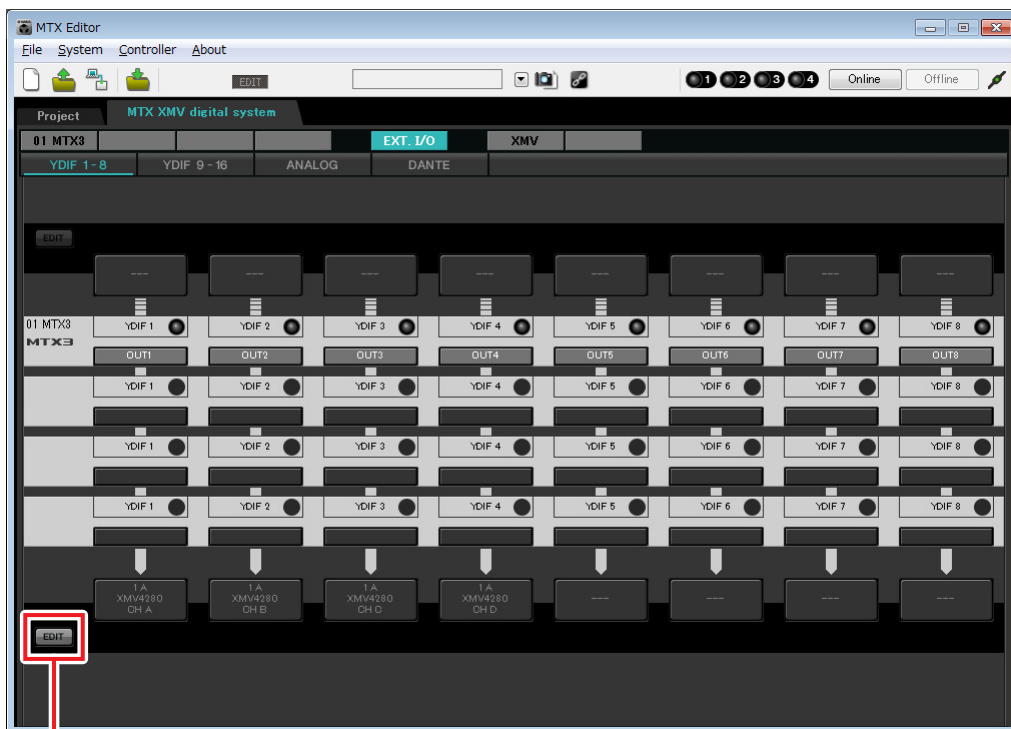 MTX Editor
File System Controller About
EDIT 1 2 3 4 Online Offline
Project MTX XMV digital system
01 MTX3 EXT. I/O XMV
YDIF 1-8 YDIF 9-16 ANALOG DANTE
EDIT
--- --- --- --- --- --- --- ---
01 MTX3 YDIF 1 YDIF 2 YDIF 3 YDIF 4 YDIF 5 YDIF 6 YDIF 7 YDIF 8
MTX3
OUT1 OUT2 OUT3 OUT4 OUT5 OUT6 OUT7 OUT8
YDIF 1 YDIF 2 YDIF 3 YDIF 4 YDIF 5 YDIF 6 YDIF 7 YDIF 8
YDIF 1 YDIF 2 YDIF 3 YDIF 4 YDIF 5 YDIF 6 YDIF 7 YDIF 8
YDIF 1 YDIF 2 YDIF 3 YDIF 4 YDIF 5 YDIF 6 YDIF 7 YDIF 8
1 A 1 A 1 A 1 A
XMV4280 XMV4280 XMV4280 XMV4280 --- --- --- ---
CH A CH B CH C CH D
EDIT